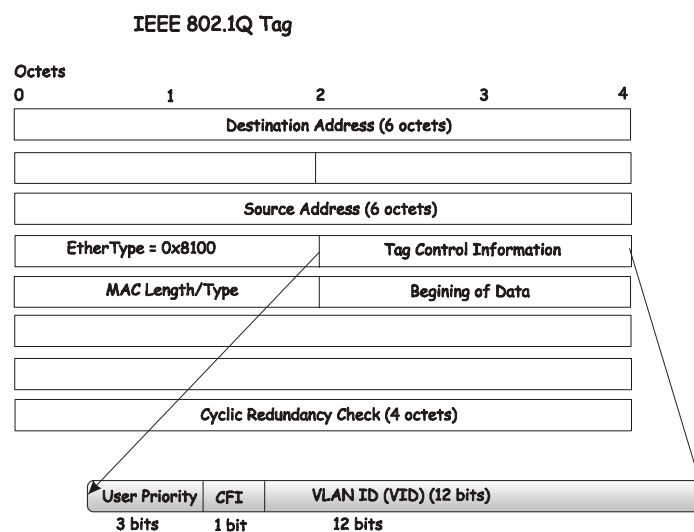 IEEE 802.1Q Tag
Octets
0 1 2 3 4
Destination Address (6 octets)
Source Address (6 octets)
EtherType = 0x8100 Tag Control Information
MAC Length/Type Begining of Data
Cyclic Redundancy Check (4 octets)
User Priority CFI VLAN ID (VID) (12 bits)
3 bits 1 bit 12 bits